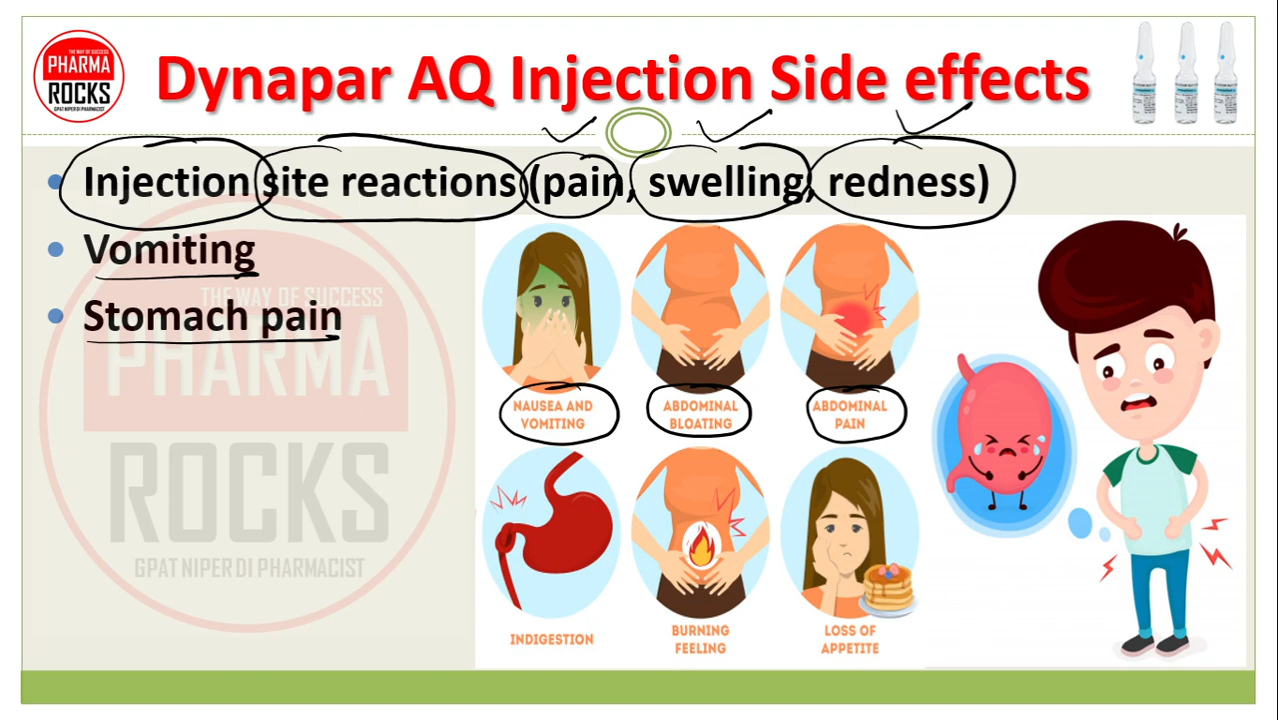 THE WAY OF SUCCESS
PHARMA
ROCKS
GPAT NIPER DI PHARMACIST
Dynapar AQ Injection Side effects
• Injection site reactions (pain, swelling, redness)
• Vomiting
• Stomach pain
THE WAY OF SUCCESS
PHARMA
ROCKS
GPAT NIPER DI PHARMACIST
NAUSEA AND
VOMITING
ABDOMINAL
BLOATING
ABDOMINAL
PAIN
INDIGESTION
BURNING
FEELING
LOSS OF
APPETITE